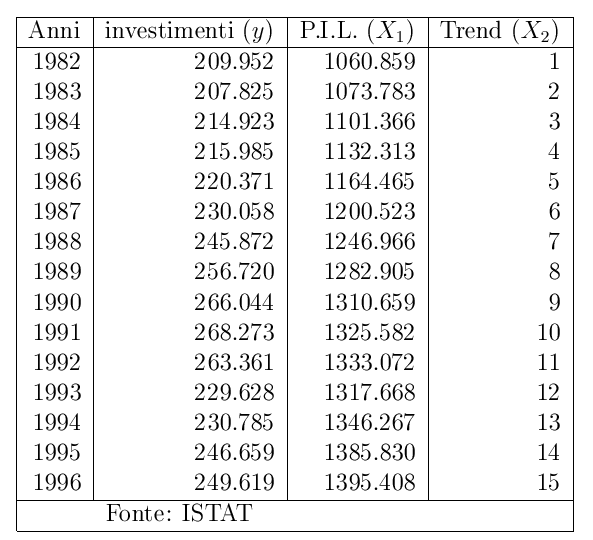 Anni investimenti (y) P.I.L. (X₁) Trend (X₂)
1982 209.952 1060.859 1
1983 207.825 1073.783 2
1984 214.923 1101.366 3
1985 215.985 1132.313 4
1986 220.371 1164.465 5
1987 230.058 1200.523 6
1988 245.872 1246.966 7
1989 256.720 1282.905 8
1990 266.044 1310.659 9
1991 268.273 1325.582 10
1992 263.361 1333.072 11
1993 229.628 1317.668 12
1994 230.785 1346.267 13
1995 246.659 1385.830 14
1996 249.619 1395.408 15
Fonte: ISTAT